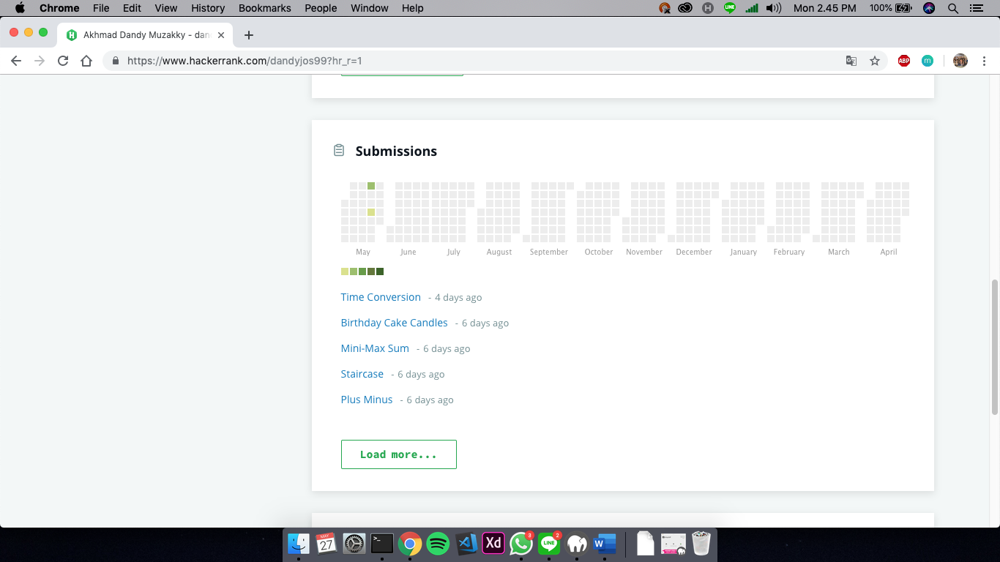 Chrome File Edit View History Bookmarks People Window Help Mon 2.45 PM 100%
Akhmad Dandy Muzakky - dan
https://www.hackerrank.com/dandyjos99?hr_r=1
ABP
m
Submissions
May June July August September October November December January February March April
Time Conversion - 4 days ago
Birthday Cake Candles - 6 days ago
Mini-Max Sum - 6 days ago
Staircase - 6 days ago
Plus Minus - 6 days ago
Load more...
MAY
27
Xd
3
LINE
2
W